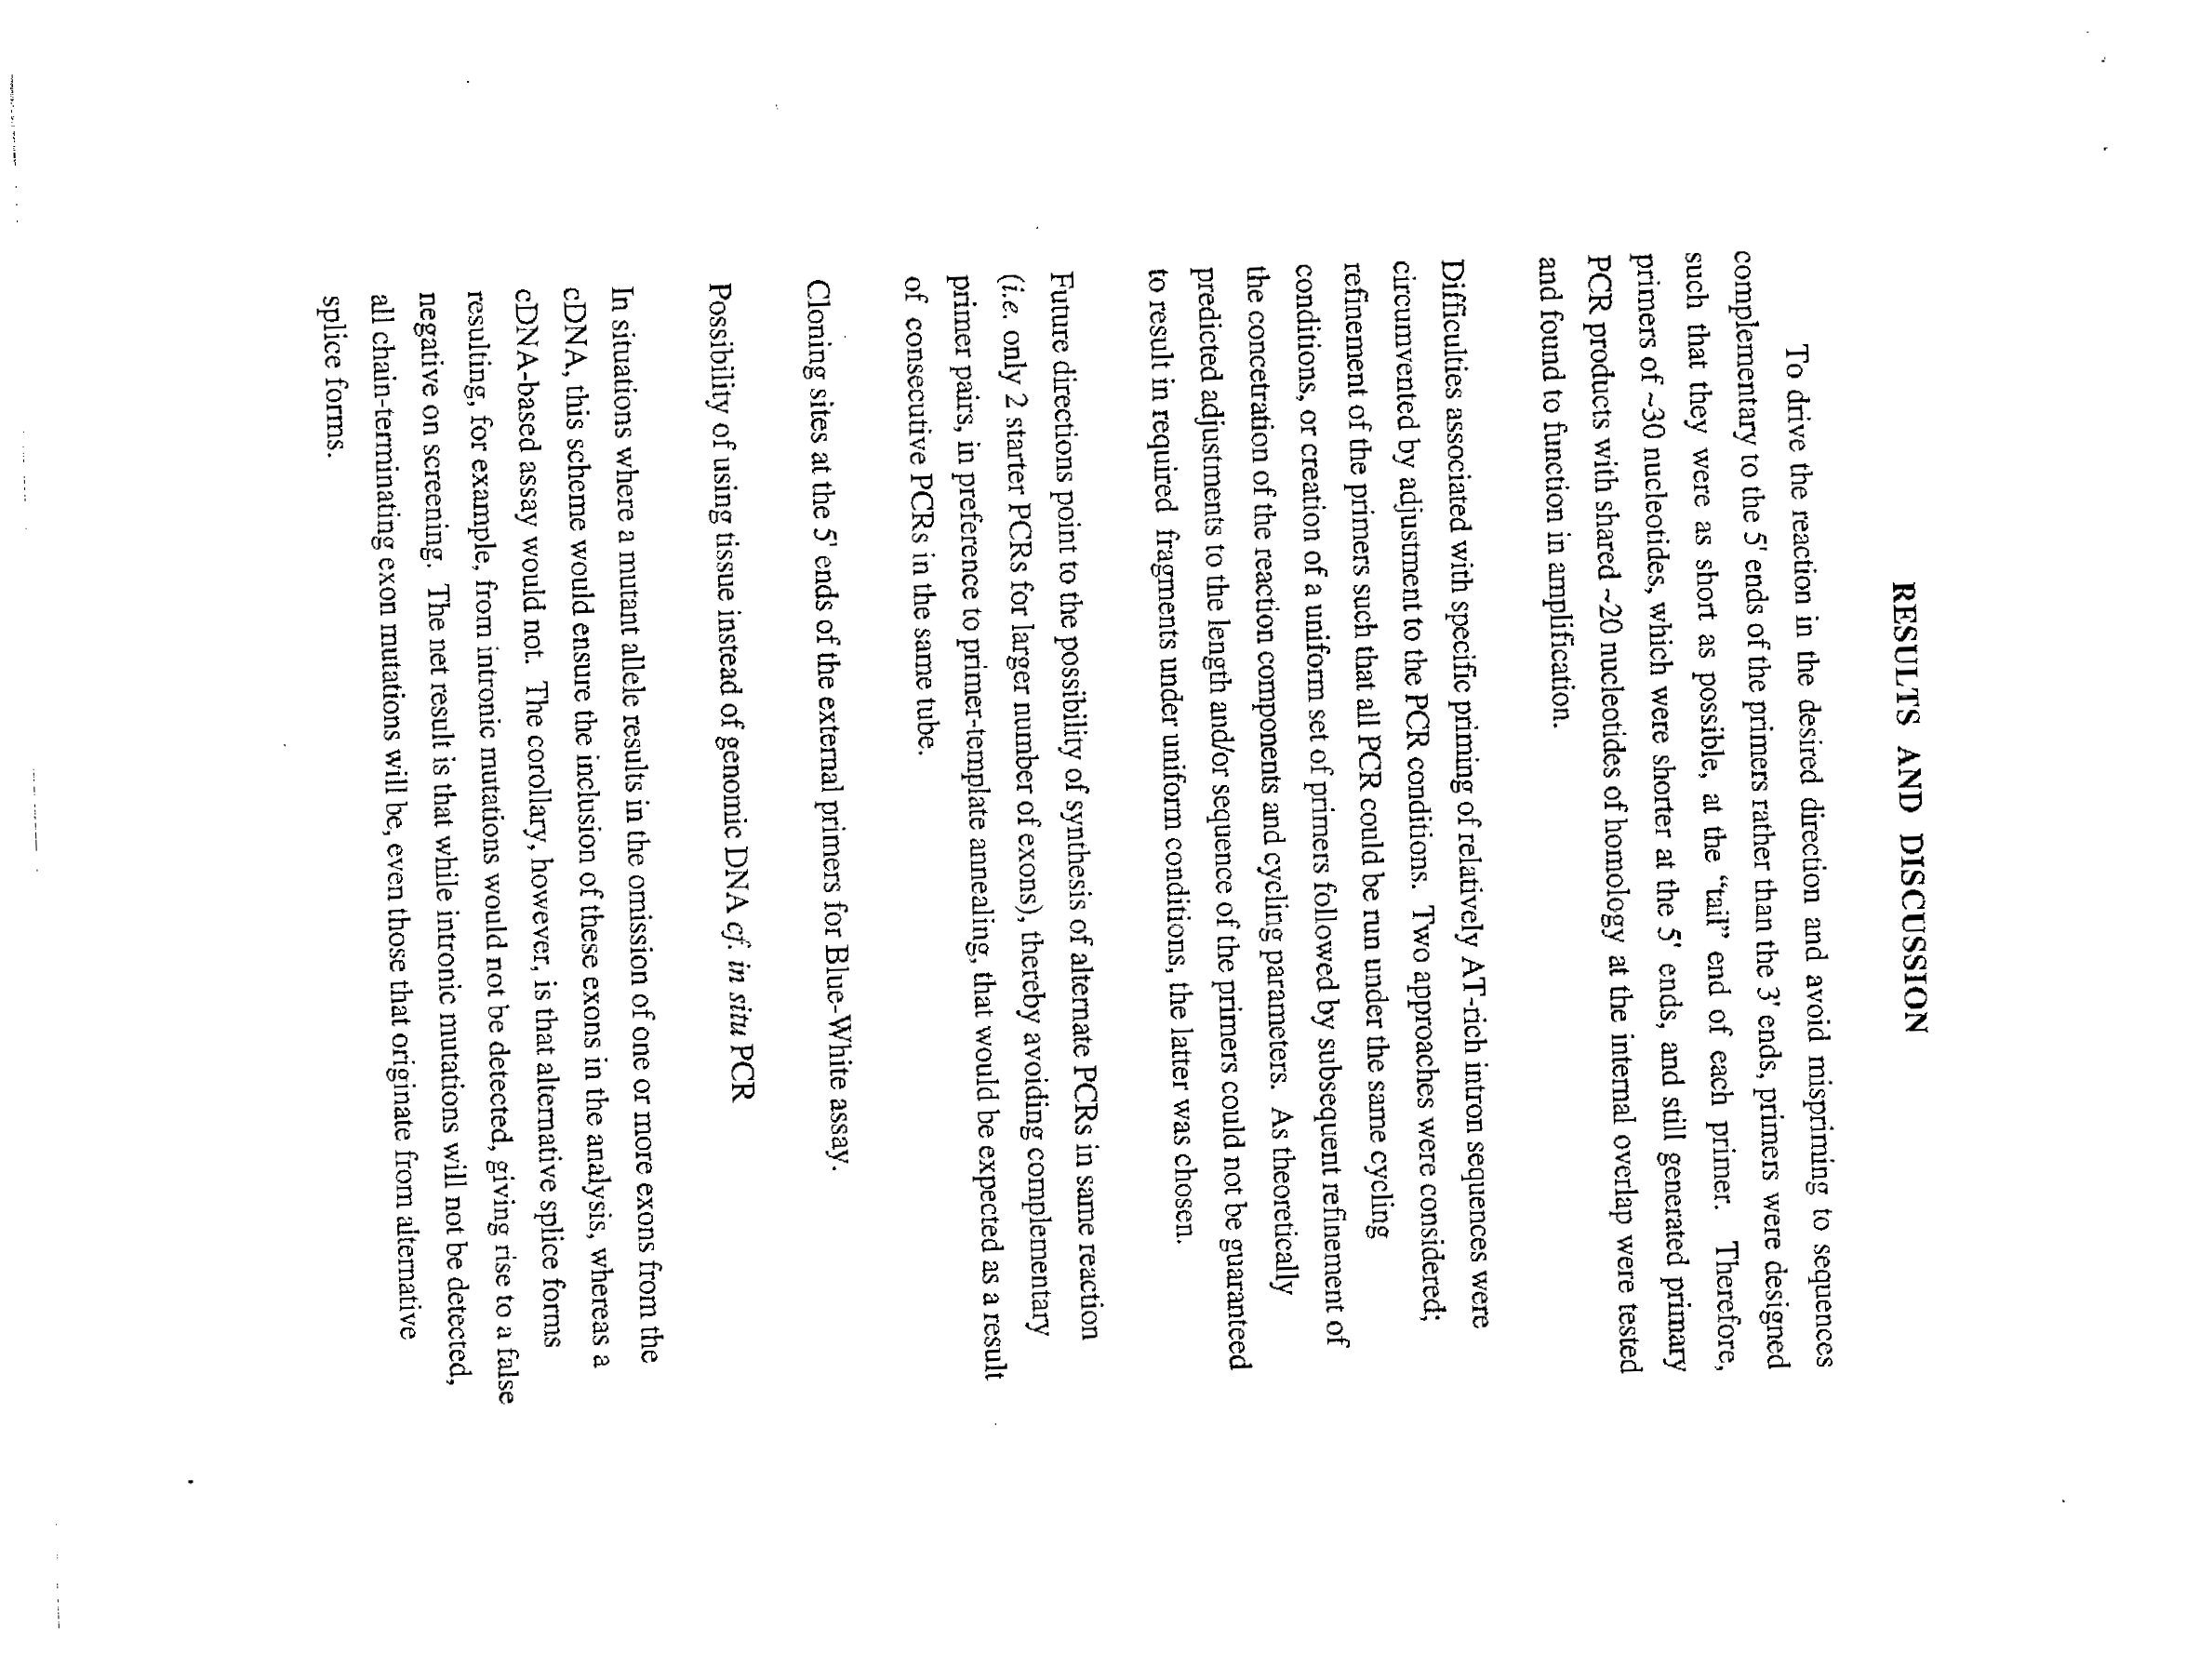 RESULTS AND DISCUSSION
To drive the reaction in the desired direction and avoid mispriming to sequences
complementary to the 5' ends of the primers rather than the 3' ends, primers were designed
such that they were as short as possible, at the “tail” end of each primer. Therefore,
primers of ~30 nucleotides, which were shorter at the 5' ends, and still generated primary
PCR products with shared ~20 nucleotides of homology at the internal overlap were tested
and found to function in amplification.
Difficulties associated with specific priming of relatively AT-rich intron sequences were
circumvented by adjustment to the PCR conditions. Two approaches were considered;
refinement of the primers such that all PCR could be run under the same cycling
conditions, or creation of a uniform set of primers followed by subsequent refinement of
the concetration of the reaction components and cycling parameters. As theoretically
predicted adjustments to the length and/or sequence of the primers could not be guaranteed
to result in required fragments under uniform conditions, the latter was chosen.
Future directions point to the possibility of synthesis of alternate PCRs in same reaction
(i.e. only 2 starter PCRs for larger number of exons), thereby avoiding complementary
primer pairs, in preference to primer-template annealing, that would be expected as a result
of consecutive PCRs in the same tube.
Cloning sites at the 5' ends of the external primers for Blue-White assay.
Possibility of using tissue instead of genomic DNA cf. in situ PCR
In situations where a mutant allele results in the omission of one or more exons from the
cDNA, this scheme would ensure the inclusion of these exons in the analysis, whereas a
cDNA-based assay would not. The corollary, however, is that alternative splice forms
resulting, for example, from intronic mutations would not be detected, giving rise to a false
negative on screening. The net result is that while intronic mutations will not be detected,
all chain-terminating exon mutations will be, even those that originate from alternative
splice forms.